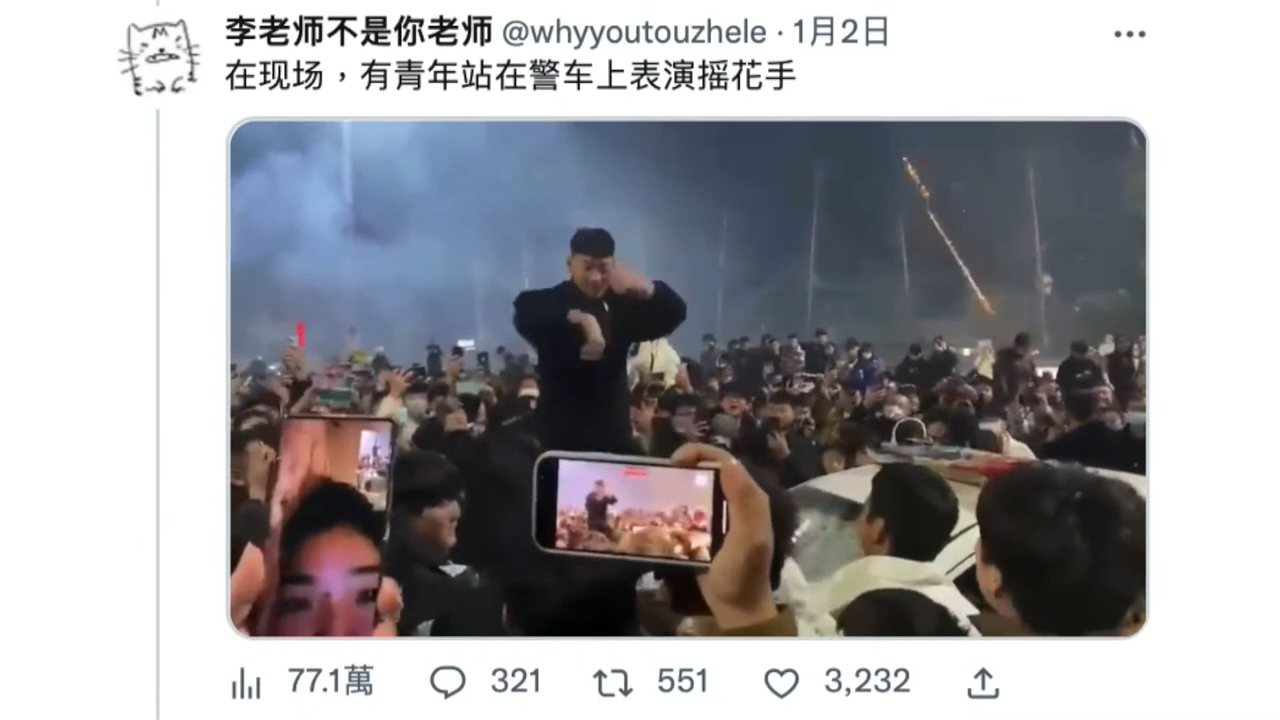 李老师不是你老师 @whyyoutouzhele · 1月2日
在现场，有青年站在警车上表演摇花手
77.1萬 321 551 3,232